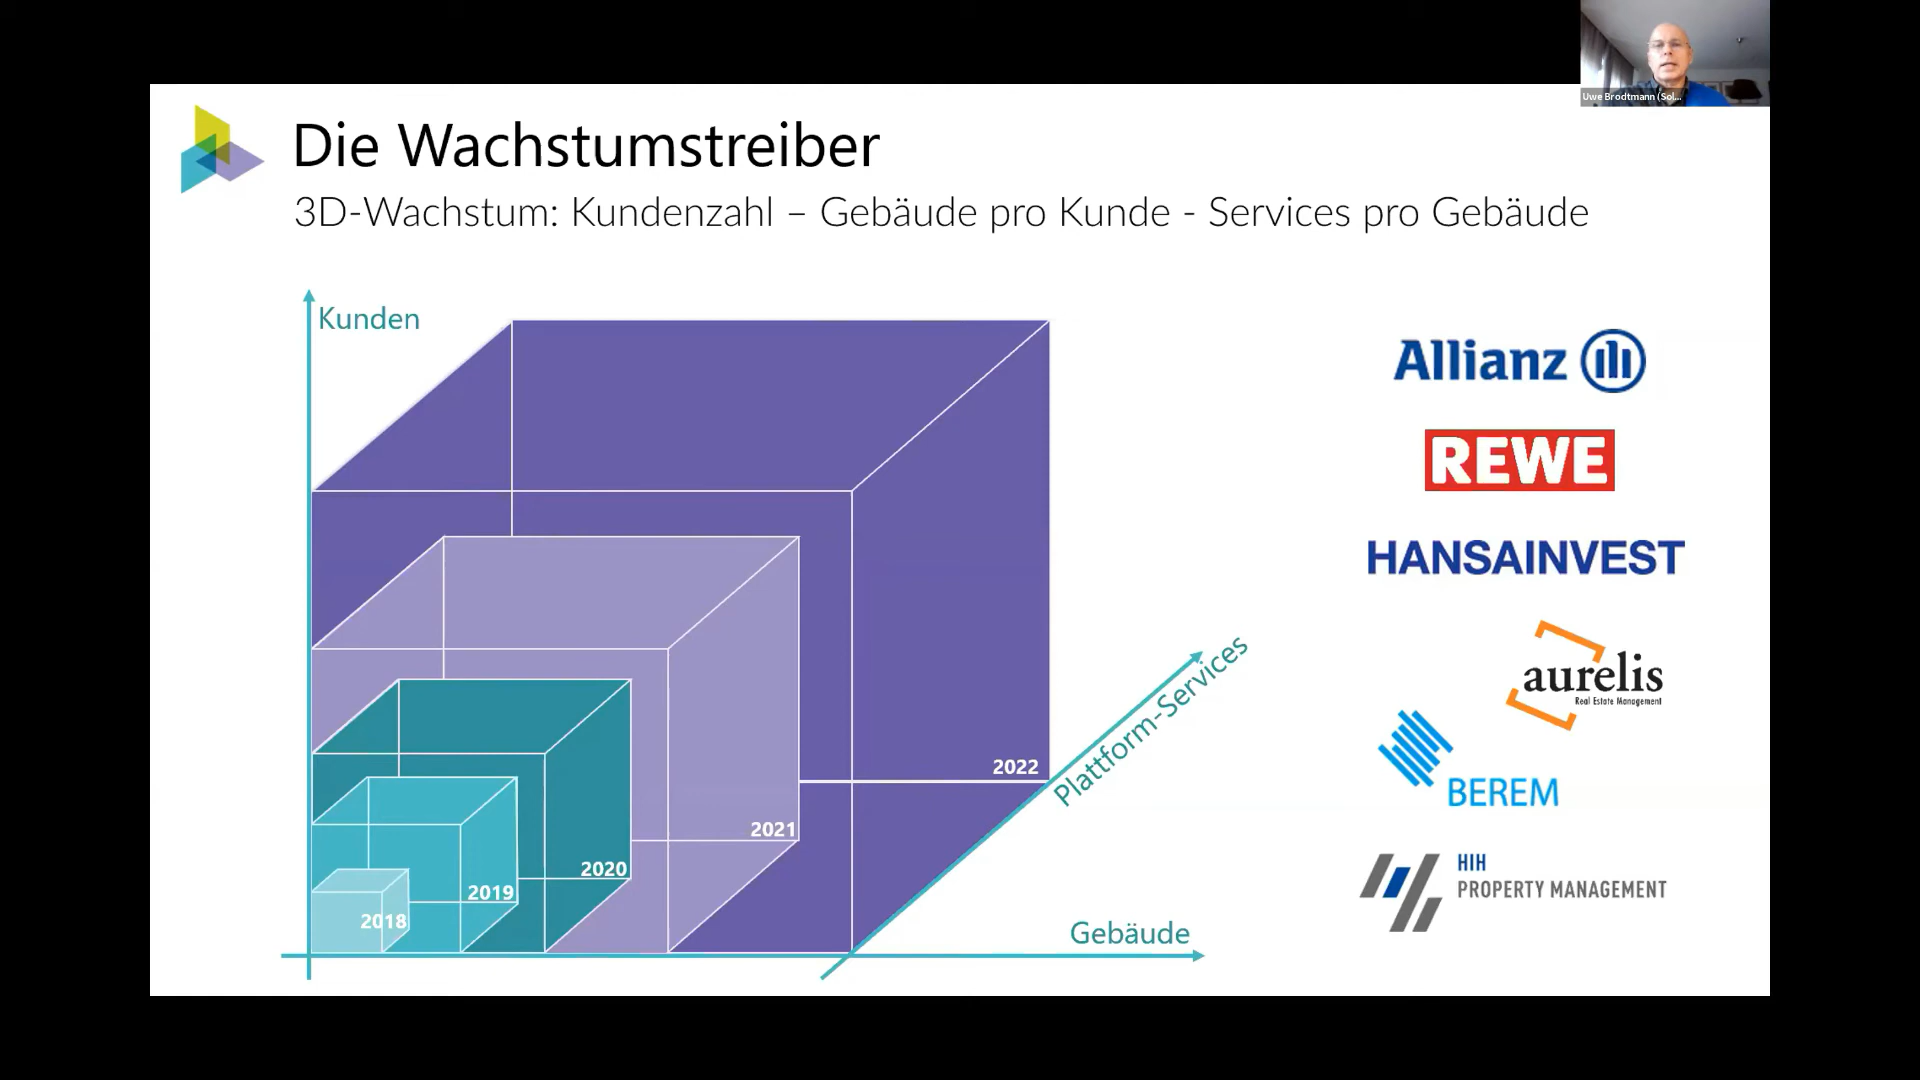 Uwe Brodtmann (Sol...
Die Wachstumstreiber
3D-Wachstum: Kundenzahl – Gebäude pro Kunde - Services pro Gebäude
Kunden
2022
2021
2020
2019
2018
Plattform-Services
Gebäude
Allianz
REWE
HANSAINVEST
aurelis
Real Estate Management
BEREM
HIH
PROPERTY MANAGEMENT